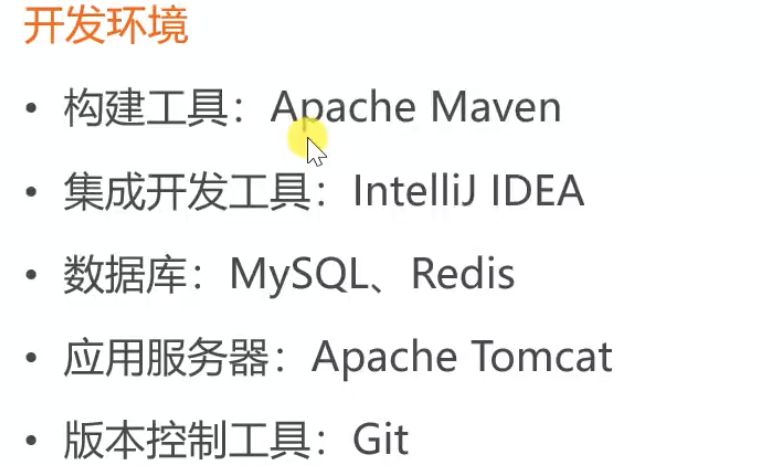 开发环境
• 构建工具：Apache Maven
• 集成开发工具：IntelliJ IDEA
• 数据库：MySQL、Redis
• 应用服务器：Apache Tomcat
• 版本控制工具：Git